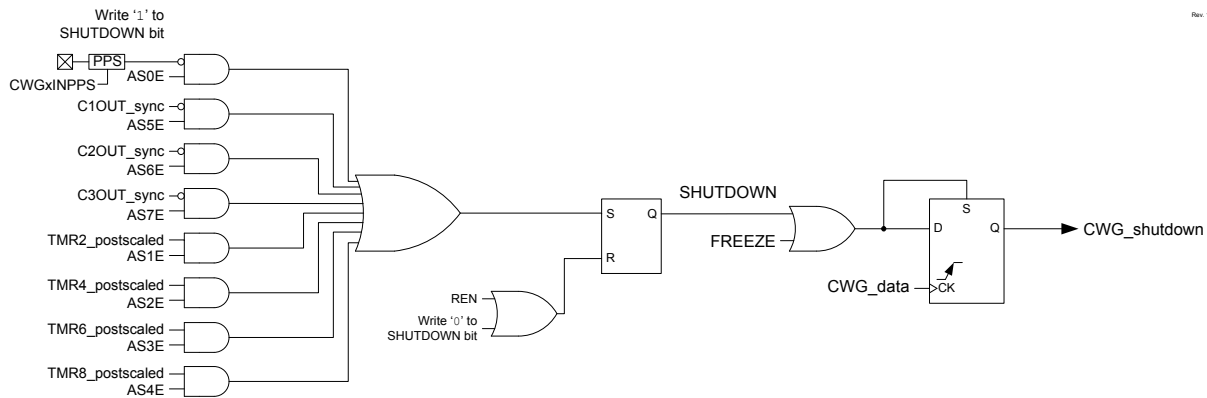 Write ‘1’ to
SHUTDOWN bit
Rev.
PPS
AS0E
CWGxINPPS
C1OUT_sync
AS5E
C2OUT_sync
AS6E
C3OUT_sync
AS7E
TMR2_postscaled
AS1E
TMR4_postscaled
AS2E
TMR6_postscaled
AS3E
TMR8_postscaled
AS4E
S
Q
R
REN
Write ‘0’ to
SHUTDOWN bit
SHUTDOWN
FREEZE
S
D
Q
CWG_data
CK
CWG_shutdown